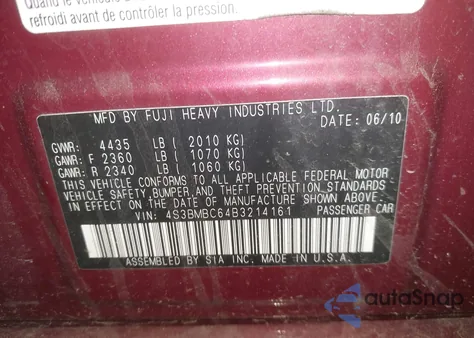 Quand le véhicule
refroidi avant de contrôler la pression.
MFD BY FUJI HEAVY INDUSTRIES LTD.
DATE: 06/10
GVWR: 4435 LB ( 2010 KG)
GAWR: F 2360 LB ( 1070 KG)
GAWR: R 2340 LB ( 1060 KG)
THIS VEHICLE CONFORMS TO ALL APPLICABLE FEDERAL MOTOR
VEHICLE SAFETY, BUMPER, AND THEFT PREVENTION STANDARDS
IN EFFECT ON THE DATE OF MANUFACTURE SHOWN ABOVE.
VIN: 4S3BMBC64B3214161 PASSENGER CAR
ASSEMBLED BY SIA INC. MADE IN U.S.A.
autoSnap